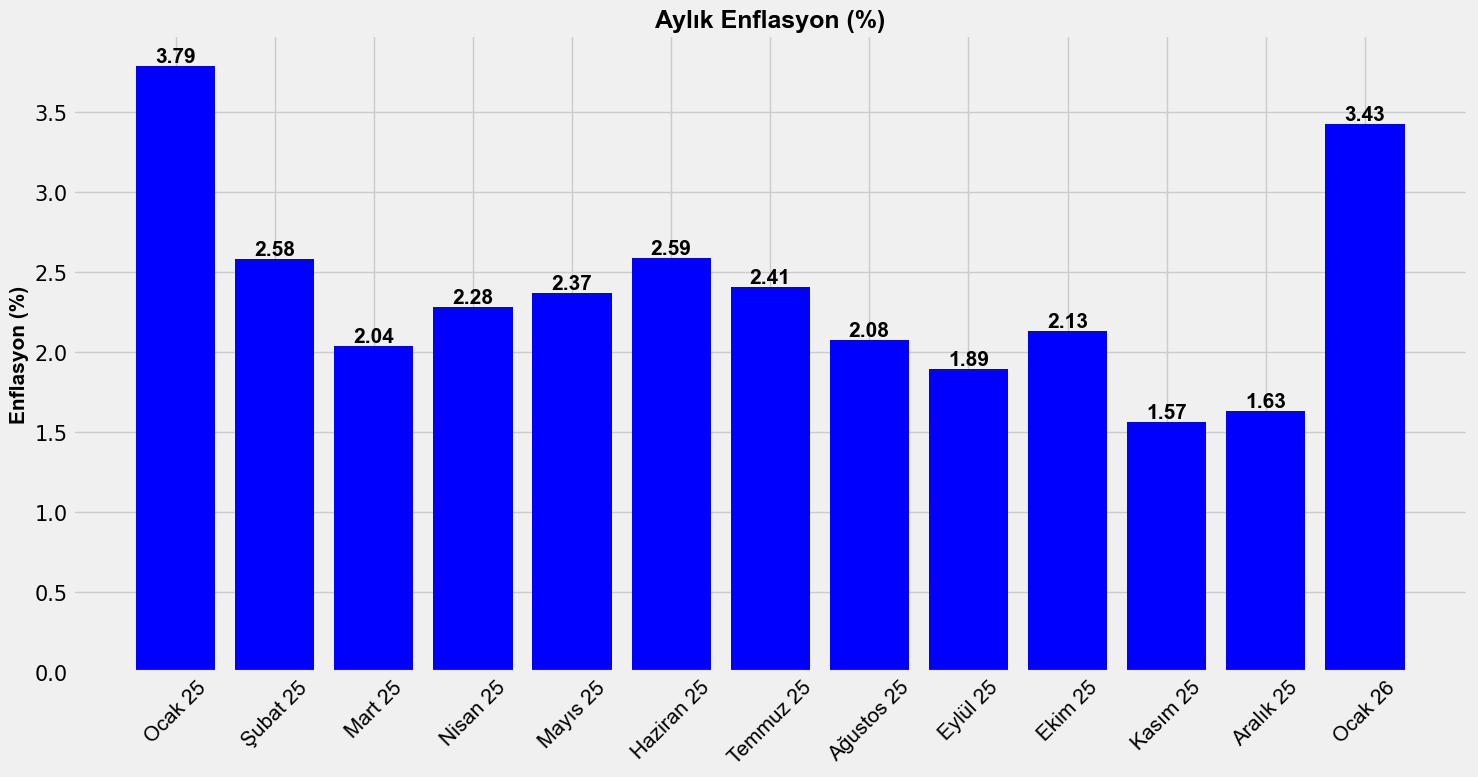 Aylık Enflasyon (%)
Enflasyon (%)
3.5
3.0
2.5
2.0
1.5
1.0
0.5
0.0
3.79
2.58
2.04
2.28
2.37
2.59
2.41
2.08
1.89
2.13
1.57
1.63
3.43
Ocak 25
Şubat 25
Mart 25
Nisan 25
Mayıs 25
Haziran 25
Temmuz 25
Ağustos 25
Eylül 25
Ekim 25
Kasım 25
Aralık 25
Ocak 26